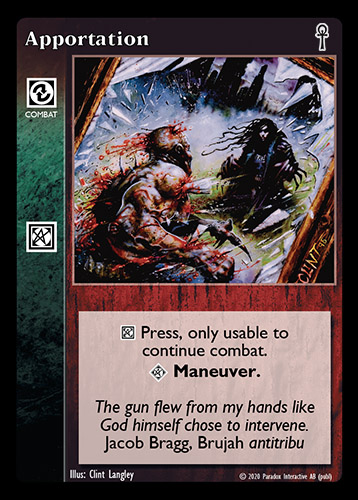 Apportation
COMBAT
CLINT
Press, only usable to
continue combat.
Maneuver.
The gun flew from my hands like
God himself chose to intervene.
Jacob Bragg, Brujah antitribu
Illus: Clint Langley
© 2020 Paradox Interactive AB (publ)